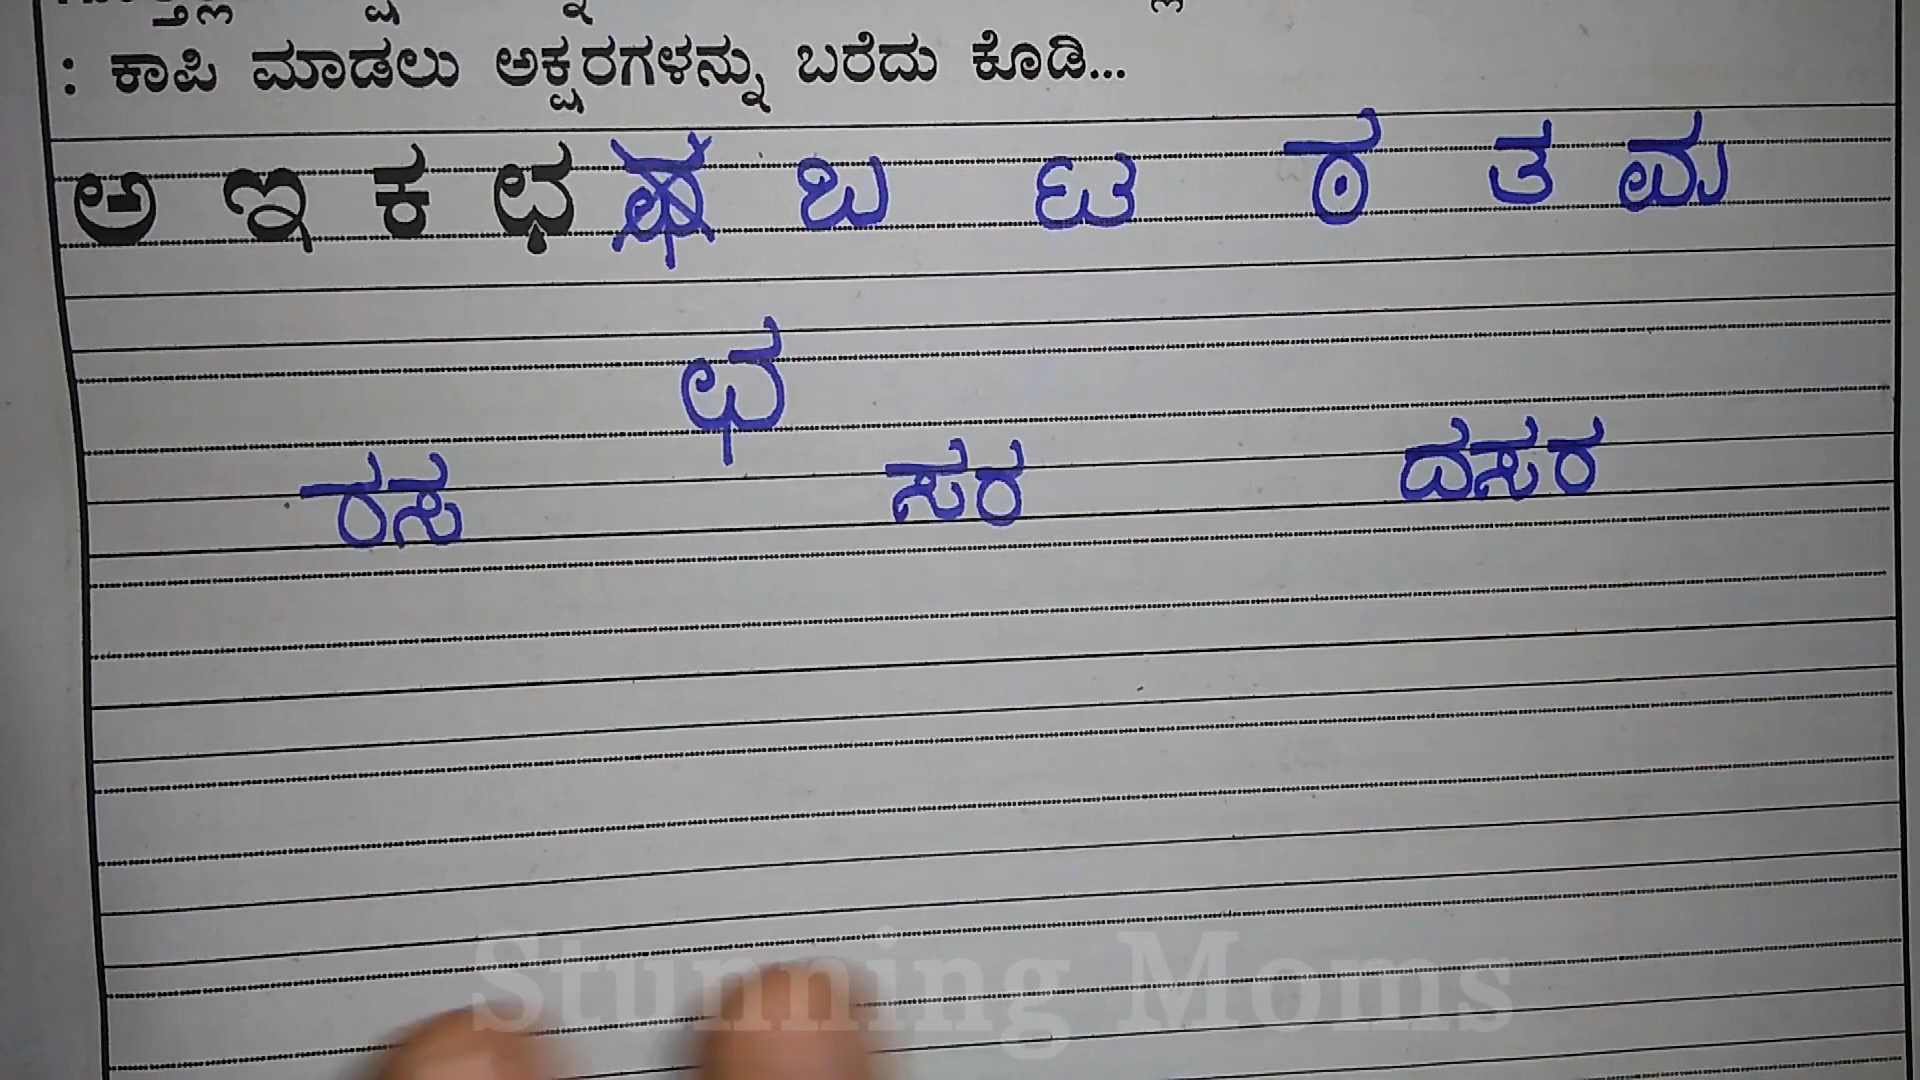 : ಕಾಪಿ ಮಾಡಲು ಅಕ್ಷರಗಳನ್ನು ಬರೆದು ಕೊಡಿ...
ಅ ಇ ಕ ಛ ಬ ಟ ಠ ತ ಮ
ಛ
ರಸ ಸರ ದಸರ
Stunning Moms